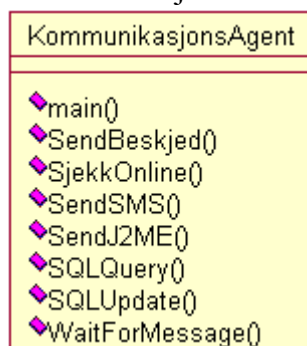 KommunikasjonsAgent
main()
SendBeskjed()
SjekkOnline()
SendSMS()
SendJ2ME()
SQLQuery()
SQLUpdate()
WaitForMessage()